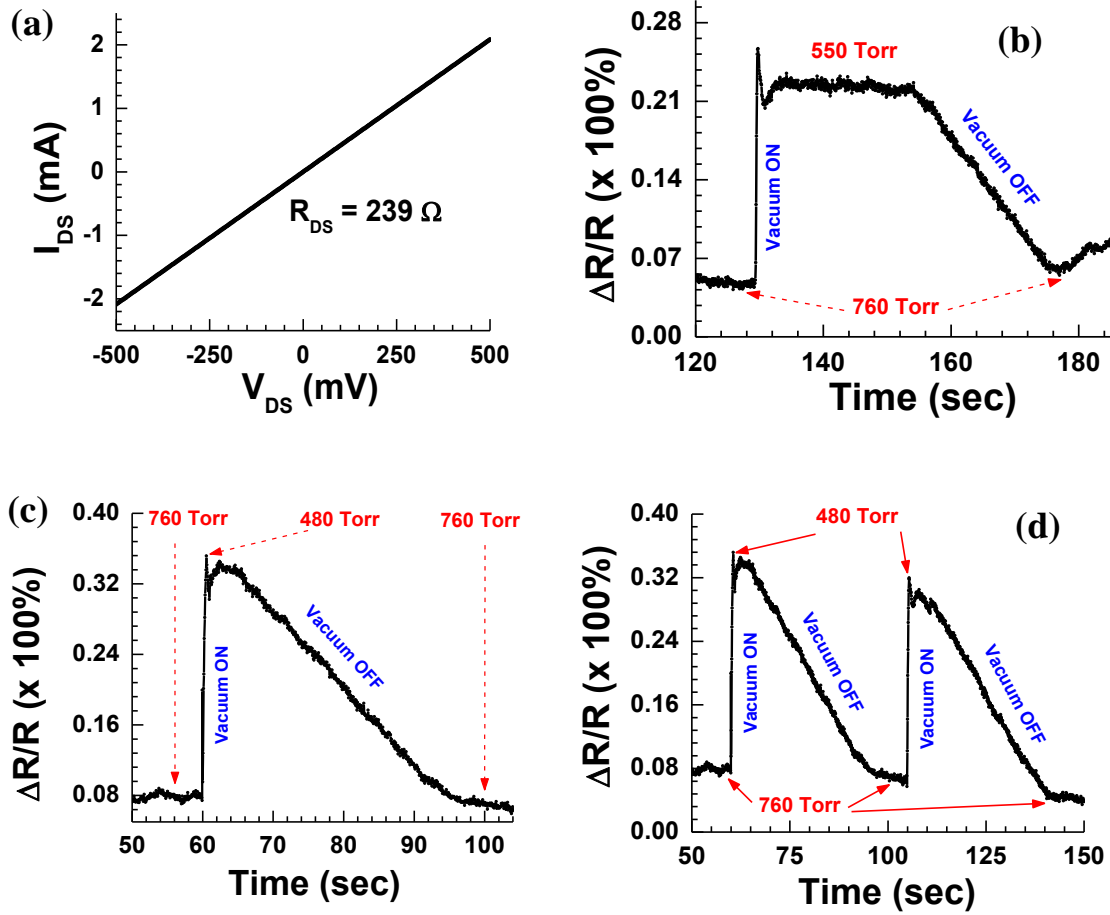 (a)
I_DS (mA)
2
1
0
-1
-2
R_DS = 239 Ω
-500 -250 0 250 500
V_DS (mV)
(b)
ΔR/R (x 100%)
0.28
0.21
0.14
0.07
0.00
550 Torr
Vacuum ON
Vacuum OFF
760 Torr
120 140 160 180
Time (sec)
(c)
ΔR/R (x 100%)
0.40
0.32
0.24
0.16
0.08
760 Torr 480 Torr 760 Torr
Vacuum ON
Vacuum OFF
50 60 70 80 90 100
Time (sec)
(d)
ΔR/R (x 100%)
0.40
0.32
0.24
0.16
0.08
0.00
480 Torr
Vacuum ON
Vacuum OFF
Vacuum ON
Vacuum OFF
760 Torr
50 75 100 125 150
Time (sec)